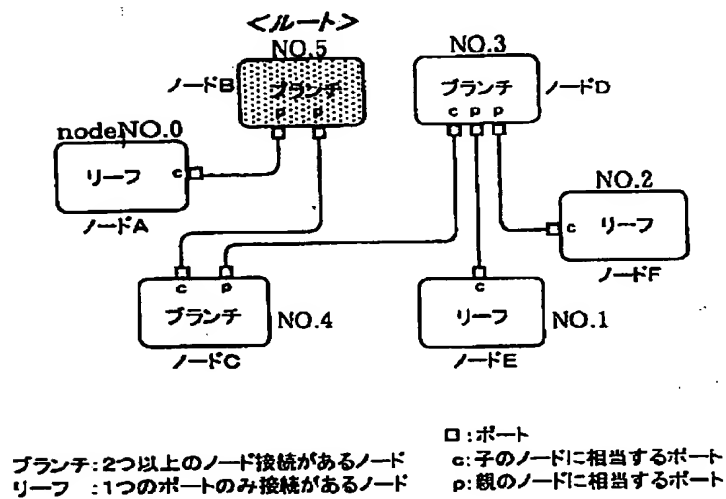 <ルート>
NO.5
NO.3
ノードB
ブランチ
p p
ブランチ
c p p
ノードD
nodeNO.0
リーフ c
ノードA
NO.2
c リーフ
ノードF
c p
ブランチ
NO.4
ノードC
c
リーフ
NO.1
ノードE
ブランチ:2つ以上のノード接続があるノード
リーフ :1つのポートのみ接続があるノード
□:ポート
c:子のノードに相当するポート
p:親のノードに相当するポート